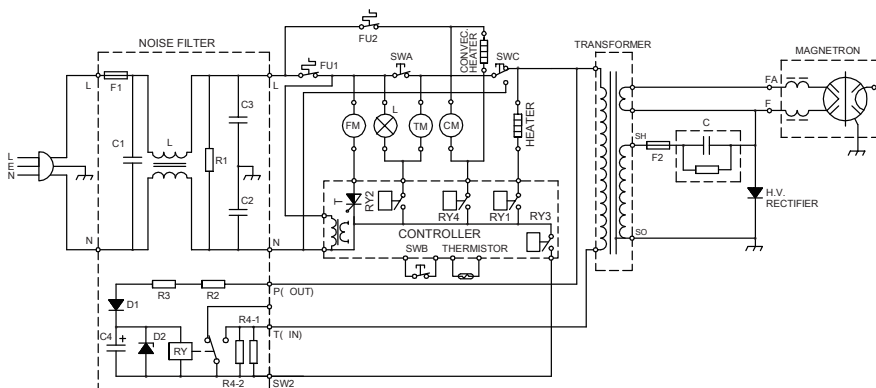 NOISE FILTER
FU2
SWA
CONVEC.
HEATER
SWC
TRANSFORMER
MAGNETRON
L
F1
L
FU1
FA
F
C3
L
C
C1
L
R1
FM
TM
CM
HEATER
SH
F2
L
E
N
C2
T
RY2
RY4
RY1
RY3
H.V.
RECTIFIER
N
N
CONTROLLER
SWB
THERMISTOR
SO
R3
R2
P( OUT)
D1
R4-1
T( IN)
C4
+
D2
RY
R4-2
SW2